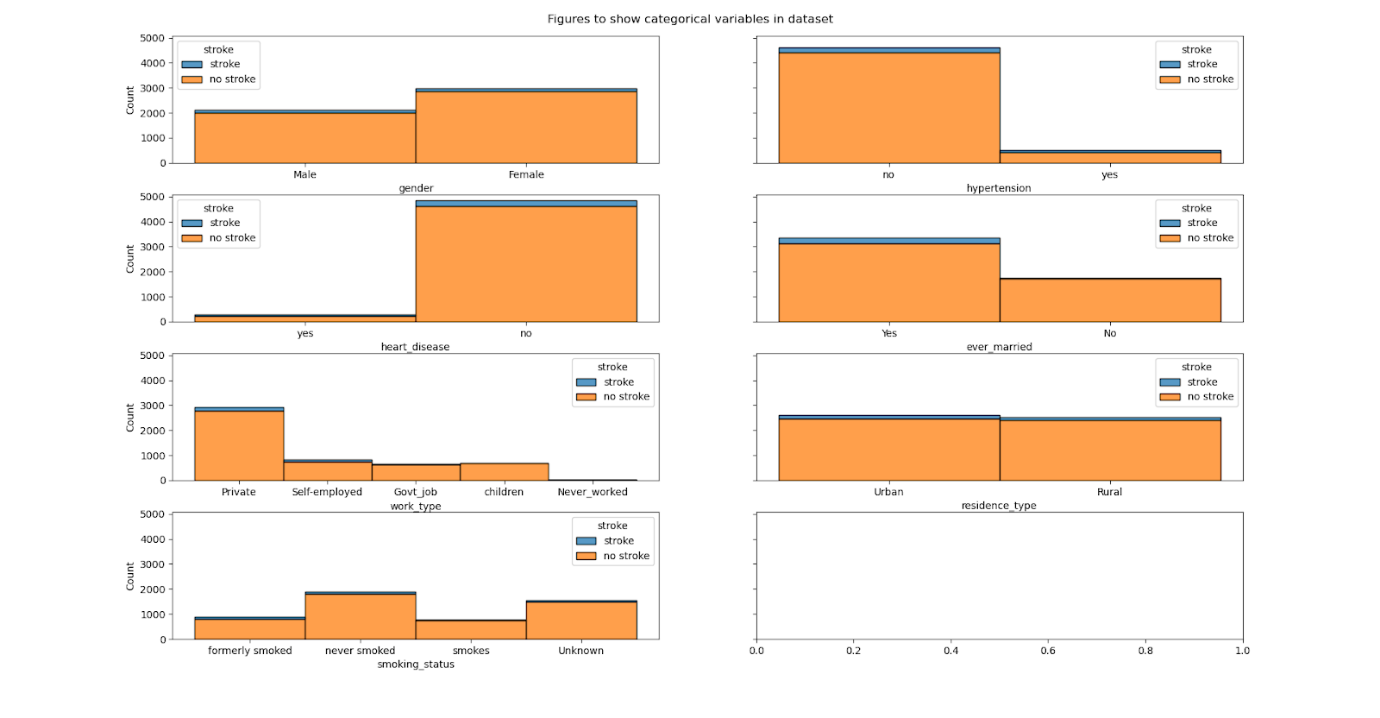 Figures to show categorical variables in dataset
5000
4000
3000
2000
1000
0
Count
stroke
stroke
no stroke
Male Female
gender
stroke
stroke
no stroke
no yes
hypertension
5000
4000
3000
2000
1000
0
Count
stroke
stroke
no stroke
yes no
heart_disease
stroke
stroke
no stroke
Yes No
ever_married
5000
4000
3000
2000
1000
0
Count
stroke
stroke
no stroke
Private Self-employed Govt_job children Never_worked
work_type
stroke
stroke
no stroke
Urban Rural
residence_type
5000
4000
3000
2000
1000
0
Count
stroke
stroke
no stroke
formerly smoked never smoked smokes Unknown
smoking_status
0.0 0.2 0.4 0.6 0.8 1.0